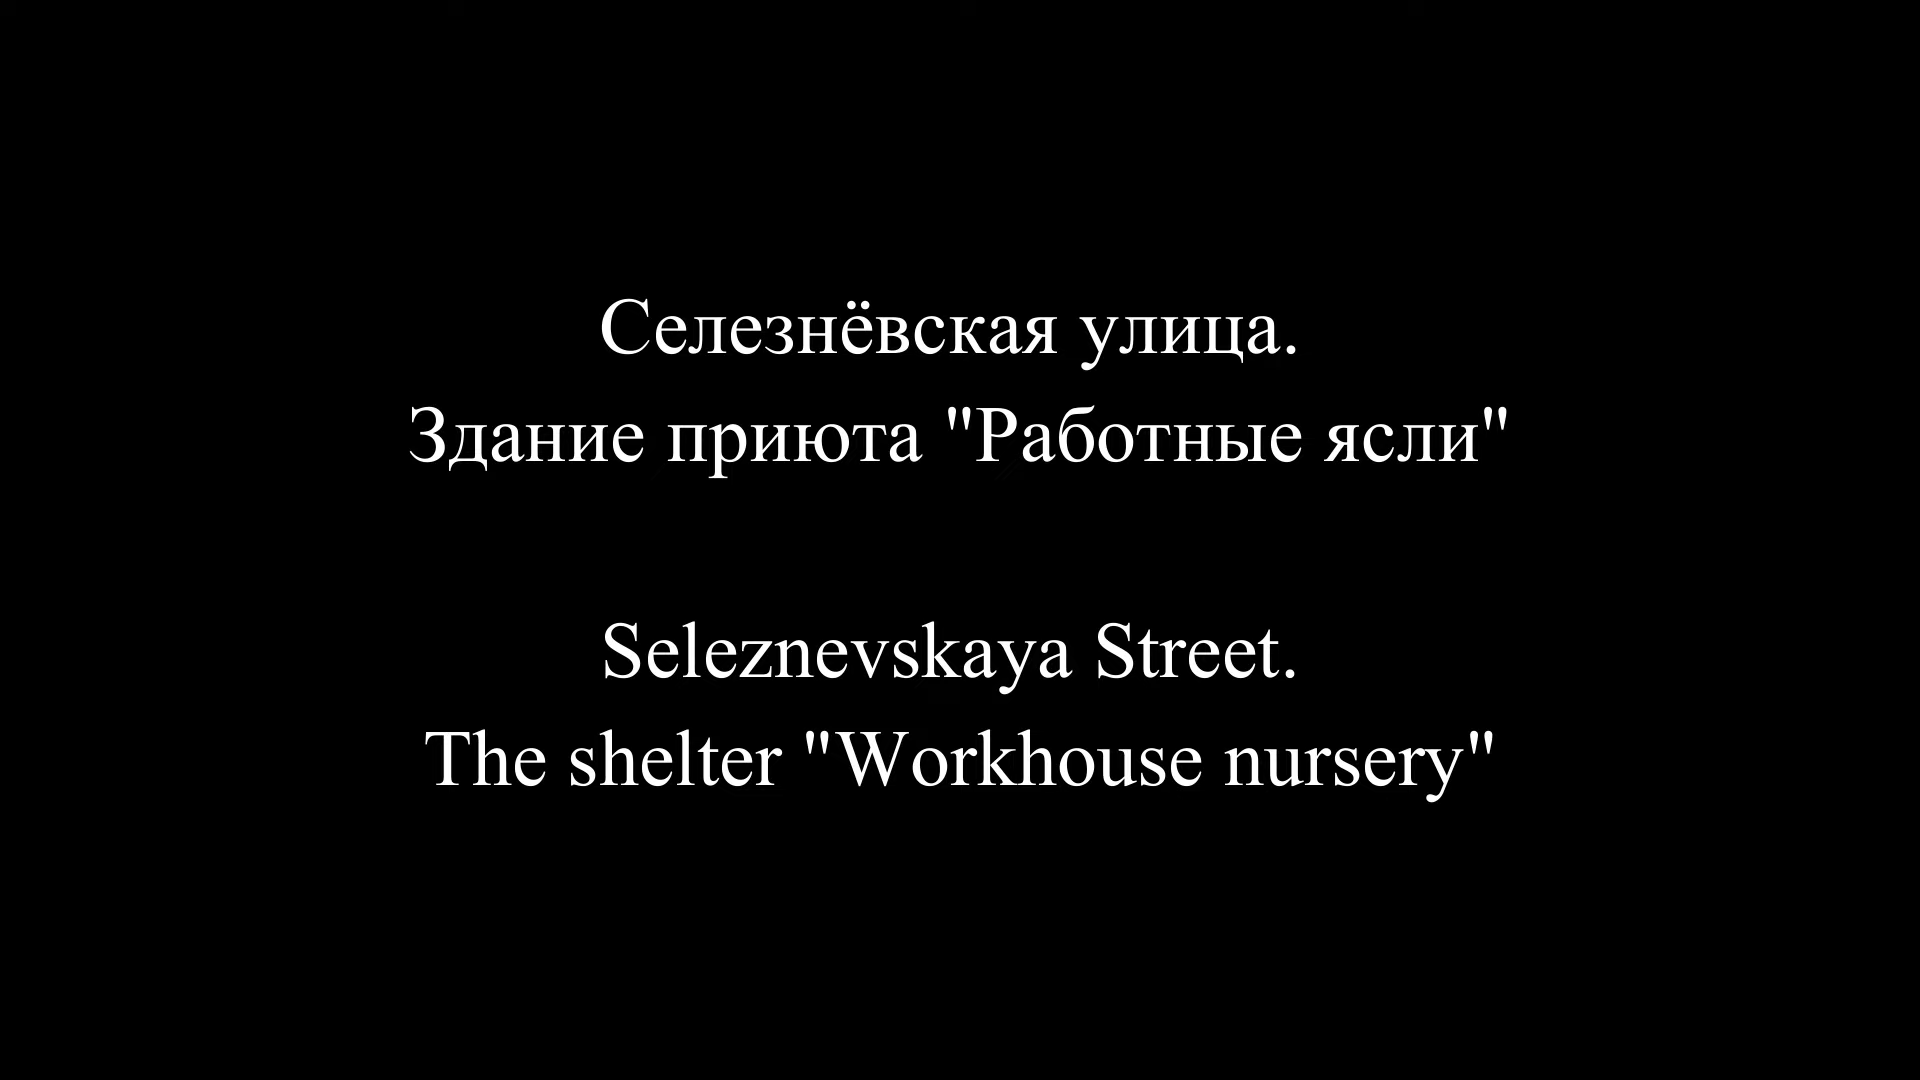 Селезнёвская улица.
Здание приюта "Работные ясли"
Seleznevskaya Street.
The shelter "Workhouse nursery"